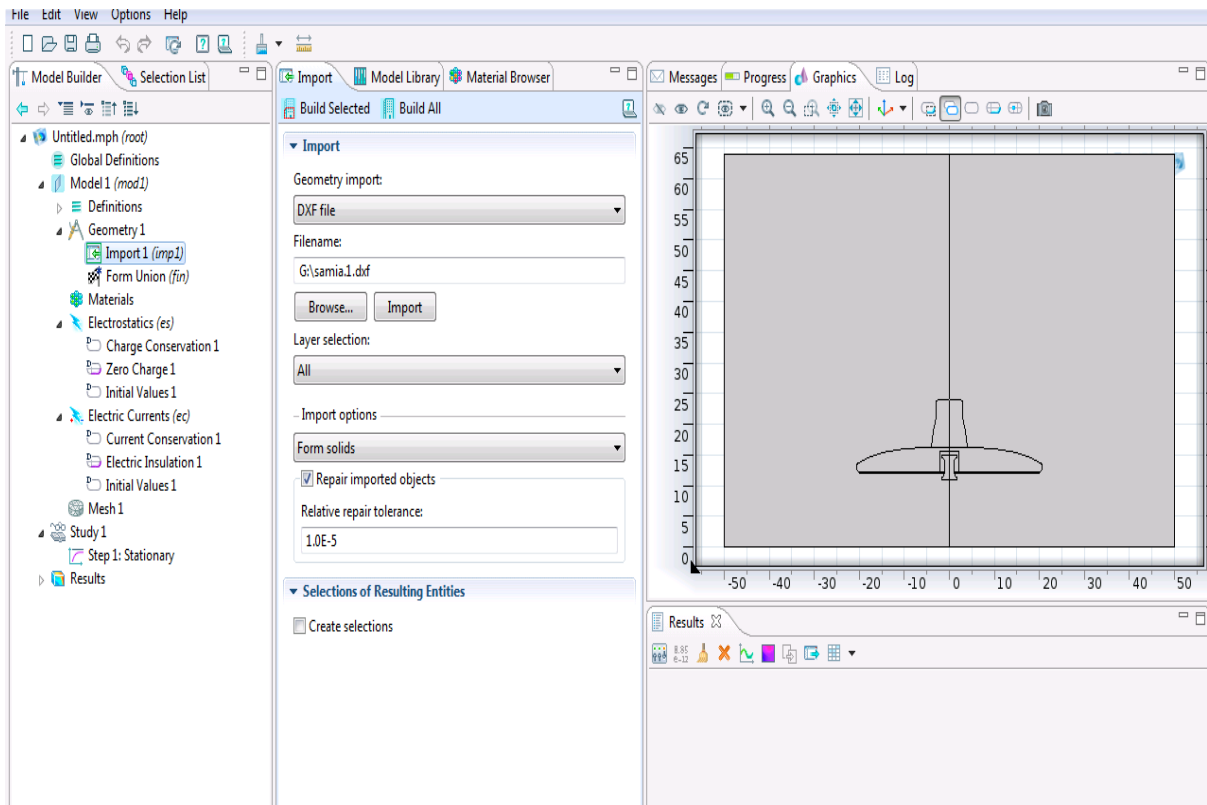 File Edit View Options Help
Model Builder Selection List
Untitled.mph (root)
Global Definitions
Model 1 (mod1)
Definitions
Geometry 1
Import 1 (imp1)
Form Union (fin)
Materials
Electrostatics (es)
Charge Conservation 1
Zero Charge 1
Initial Values 1
Electric Currents (ec)
Current Conservation 1
Electric Insulation 1
Initial Values 1
Mesh 1
Study 1
Step 1: Stationary
Results
Import Model Library Material Browser
Build Selected Build All
Import
Geometry import:
DXF file
Filename:
G:\samia.1.dxf
Browse... Import
Layer selection:
All
Import options
Form solids
Repair imported objects
Relative repair tolerance:
1.0E-5
Selections of Resulting Entities
Create selections
Messages Progress Graphics Log
65
60
55
50
45
40
35
30
25
20
15
10
5
0
-50 -40 -30 -20 -10 0 10 20 30 40 50
Results
8.85
e-12